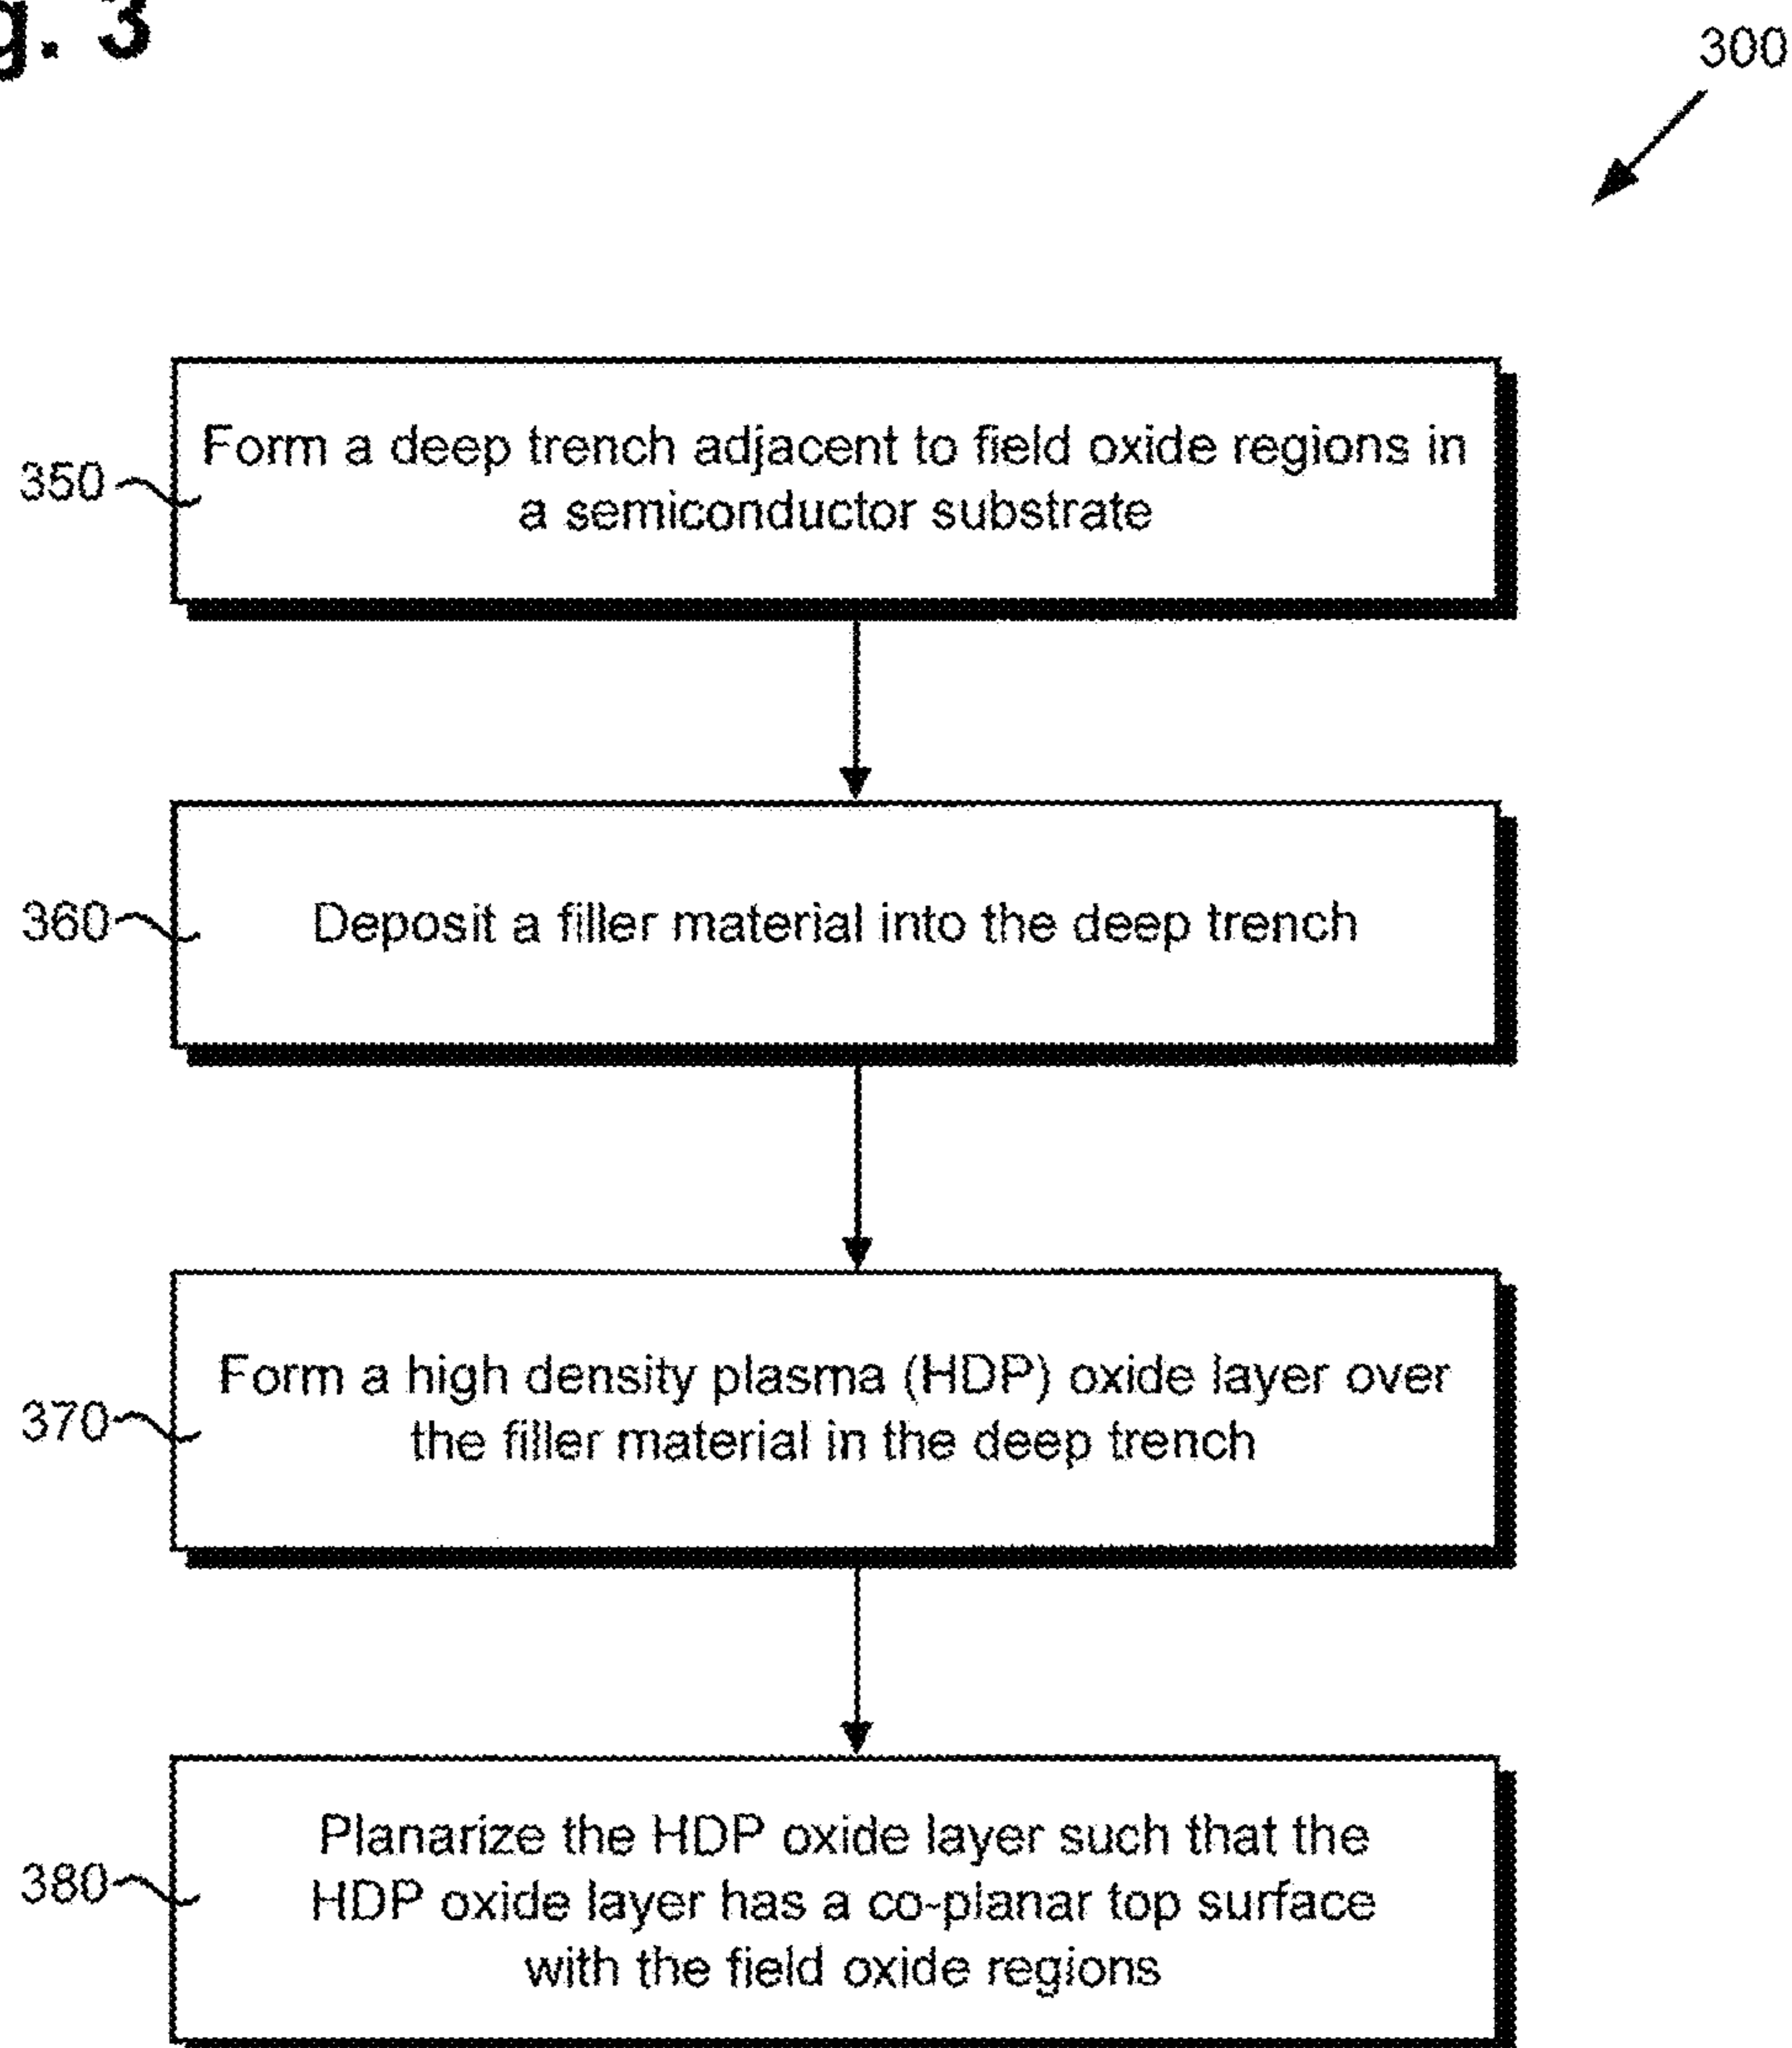 g. 3
300
350
Form a deep trench adjacent to field oxide regions in
a semiconductor substrate
360
Deposit a filler material into the deep trench
370
Form a high density plasma (HDP) oxide layer over
the filler material in the deep trench
380
Planarize the HDP oxide layer such that the
HDP oxide layer has a co-planar top surface
with the field oxide regions